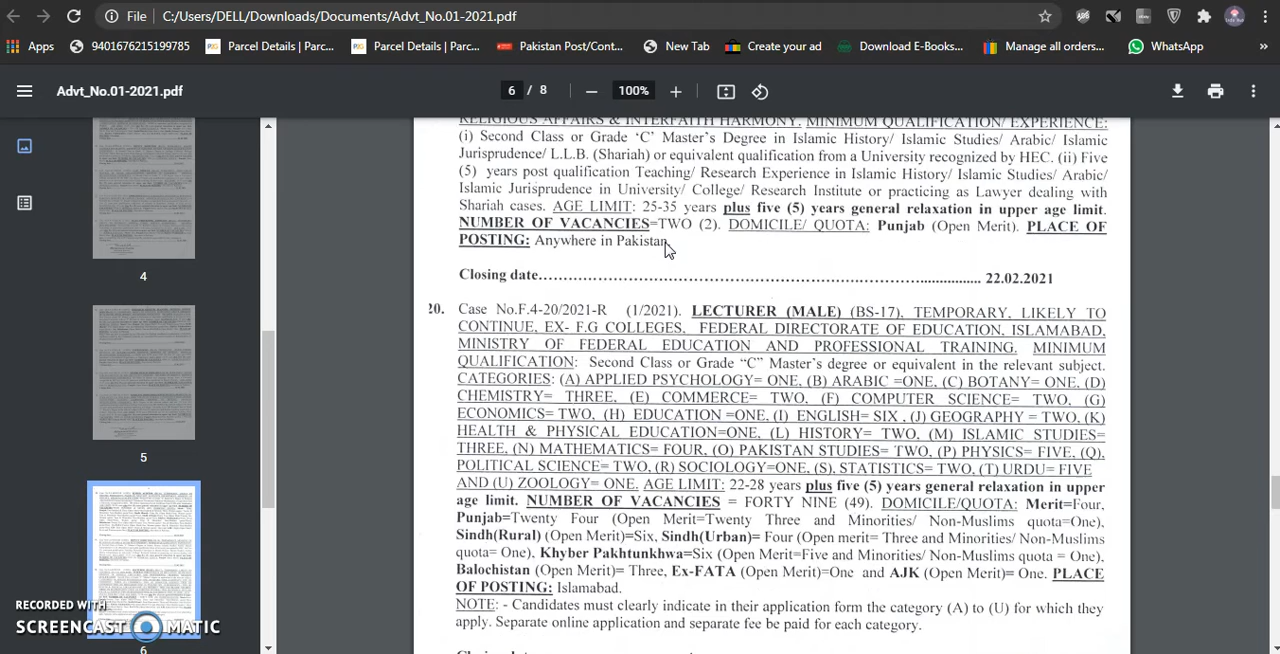 File | C:/Users/DELL/Downloads/Documents/Advt_No.01-2021.pdf
Apps 9401676215199785 Parcel Details | Parc... Parcel Details | Parc... Pakistan Post/Cont... New Tab Create your ad Download E-Books... Manage all orders... WhatsApp »
Advt_No.01-2021.pdf 6 / 8 — 100% +
4
5
6
INTERFAITH HARMONY. MINIMUM QUALIFICATION/EXPERIENCE:
(i) Second Class or Grade 'C' Master's Degree in Islamic History/ Islamic Studies/ Arabic/ Islamic
Jurisprudence/ L.L.B. (Shariah) or equivalent qualification from a University recognized by HEC. (ii) Five
(5) years post qualification Teaching/ Research Experience in Islamic History/ Islamic Studies/ Arabic/
Islamic Jurisprudence in University/ College/ Research Institute or practicing as Lawyer dealing with
Shariah cases. AGE LIMIT: 25-35 years plus five (5) years general relaxation in upper age limit.
NUMBER OF VACANCIES=TWO (2). DOMICILE/ QUOTA: Punjab (Open Merit). PLACE OF
POSTING: Anywhere in Pakistan
Closing date……………………………………………………………………............... 22.02.2021
20. Case No.F.4-20/2021-R (1/2021). LECTURER (MALE) (BS-17), TEMPORARY, LIKELY TO
CONTINUE, EX- F.G COLLEGES, FEDERAL DIRECTORATE OF EDUCATION, ISLAMABAD,
MINISTRY OF FEDERAL EDUCATION AND PROFESSIONAL TRAINING. MINIMUM
QUALIFICATION: Second Class or Grade "C" Master's degree or equivalent in the relevant subject.
CATEGORIES: (A) APPLIED PSYCHOLOGY= ONE, (B) ARABIC =ONE, (C) BOTANY= ONE, (D)
CHEMISTRY= THREE, (E) COMMERCE= TWO, (F) COMPUTER SCIENCE= TWO, (G)
ECONOMICS= TWO, (H) EDUCATION =ONE, (I) ENGLISH= SIX, (J) GEOGRAPHY = TWO, (K)
HEALTH & PHYSICAL EDUCATION=ONE, (L) HISTORY= TWO, (M) ISLAMIC STUDIES=
THREE, (N) MATHEMATICS= FOUR, (O) PAKISTAN STUDIES= TWO, (P) PHYSICS= FIVE, (Q),
POLITICAL SCIENCE= TWO, (R) SOCIOLOGY=ONE, (S), STATISTICS= TWO, (T) URDU= FIVE
AND (U) ZOOLOGY= ONE. AGE LIMIT: 22-28 years plus five (5) years general relaxation in upper
age limit. NUMBER OF VACANCIES = FORTY NINE (49). DOMICILE/QUOTA: Merit=Four,
Punjab=Twenty Four (Open Merit=Twenty Three and Minorities/ Non-Muslims quota=One),
Sindh(Rural)=Six (Open Merit=Six, Sindh(Urban)= Four (Open Merit= Three and Minorities/ Non-Muslims
quota= One), Khyber Pakhtunkhwa=Six (Open Merit=Five and Minorities/ Non-Muslims quota = One).
Balochistan (Open Merit)= Three, Ex-FATA (Open Merit)= One and AJK (Open Merit)= One. PLACE
OF POSTING: Islamabad.
NOTE: - Candidates must clearly indicate in their application form the category (A) to (U) for which they
apply. Separate online application and separate fee be paid for each category.
Closing date
RECORDED WITH
SCREENCAST MATIC